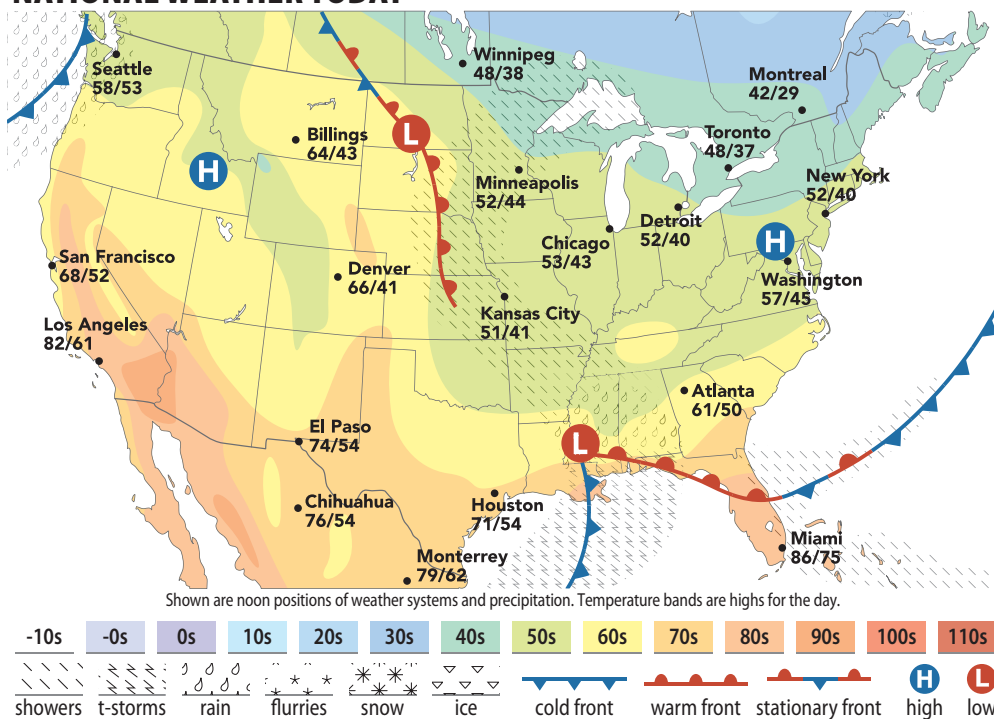 NATIONAL WEATHER TODAY
Seattle
58/53
Winnipeg
48/38
Montreal
42/29
Billings
64/43
L
Toronto
48/37
H
Minneapolis
52/44
New York
52/40
Detroit
52/40
Chicago
53/43
H
Washington
57/45
San Francisco
68/52
Denver
66/41
Kansas City
51/41
Los Angeles
82/61
Atlanta
61/50
El Paso
74/54
L
Chihuahua
76/54
Houston
71/54
Miami
86/75
Monterrey
79/62
Shown are noon positions of weather systems and precipitation. Temperature bands are highs for the day.
-10s -0s 0s 10s 20s 30s 40s 50s 60s 70s 80s 90s 100s 110s
H L
showers t-storms rain flurries snow ice cold front warm front stationary front high low